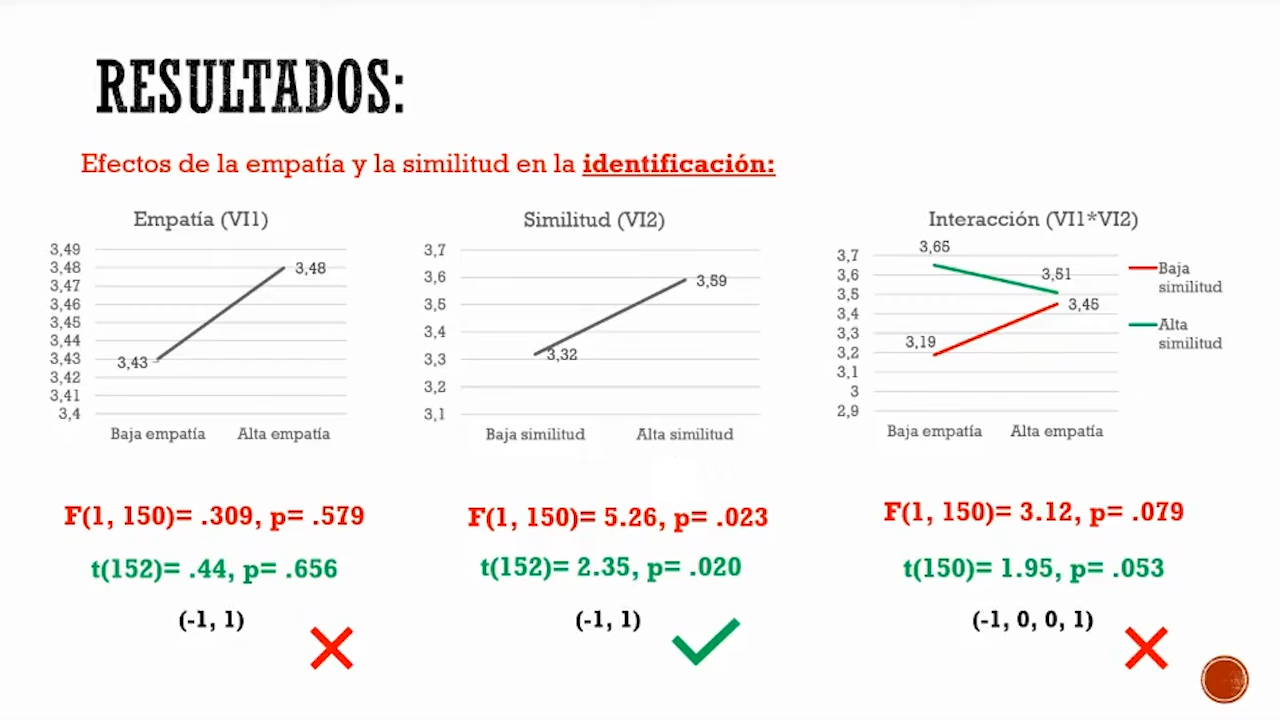 RESULTADOS:
Efectos de la empatía y la similitud en la identificación:
Empatía (VI1)
3,49
3,48
3,47
3,46
3,45
3,44
3,43
3,42
3,41
3,4
3,48
3,43
Baja empatía Alta empatía
F(1, 150)= .309, p= .579
t(152)= .44, p= .656
(-1, 1)
Similitud (VI2)
3,7
3,6
3,5
3,4
3,3
3,2
3,1
3,59
3,32
Baja similitud Alta similitud
F(1, 150)= 5.26, p= .023
t(152)= 2.35, p= .020
(-1, 1)
Interacción (VI1*VI2)
3,7
3,6
3,5
3,4
3,3
3,2
3,1
3
2,9
3,65
3,51
3,45
3,19
Baja empatía Alta empatía
Baja
similitud
Alta
similitud
F(1, 150)= 3.12, p= .079
t(150)= 1.95, p= .053
(-1, 0, 0, 1)